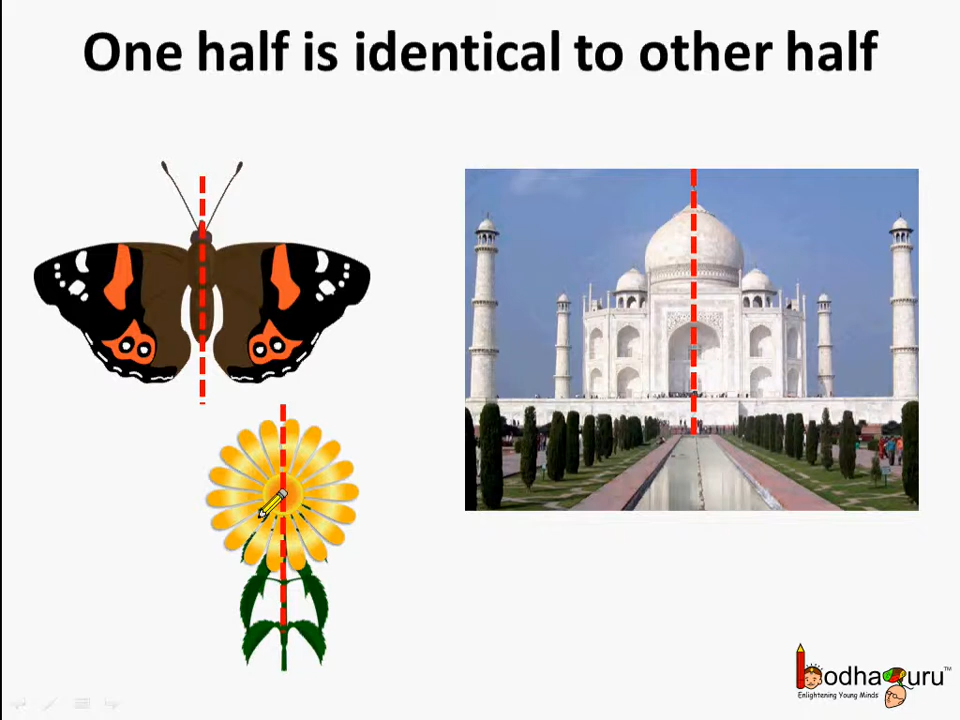 One half is identical to other half
bodhaguru™
Enlightening Young Minds